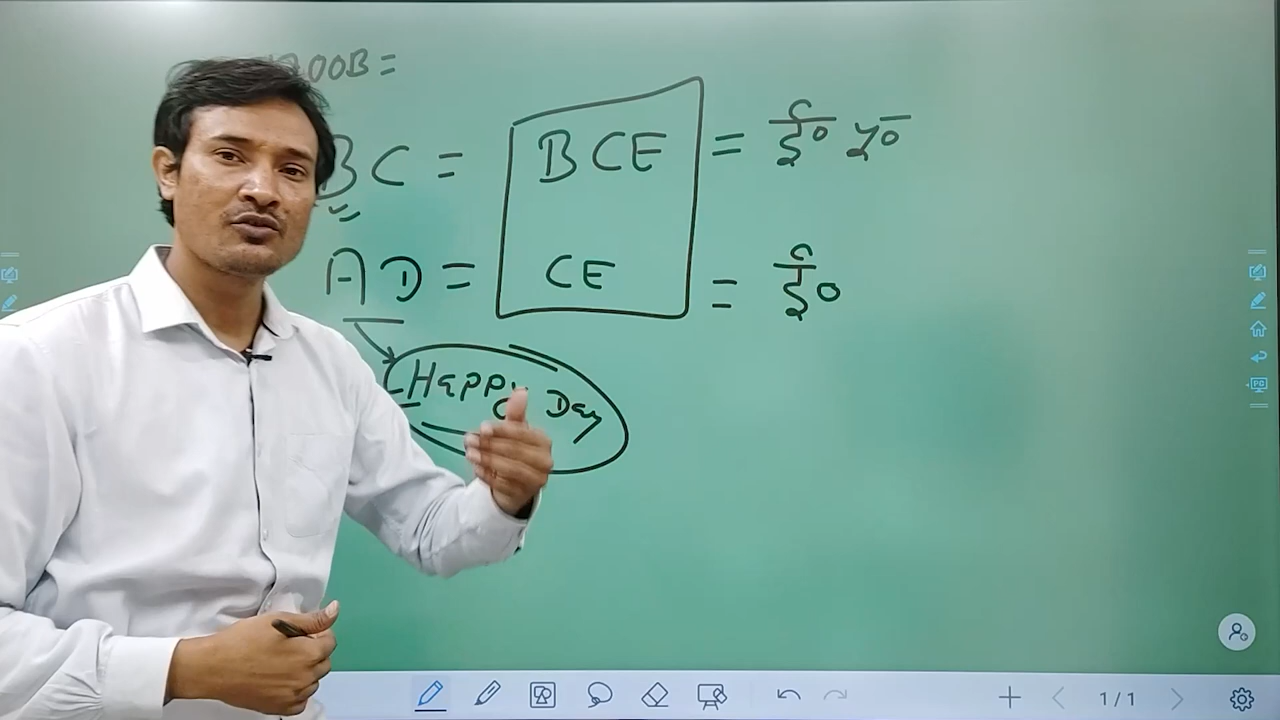 00B =
BC = BCE = ई० पू०
AD = CE = ई०
Happy Day
1/1